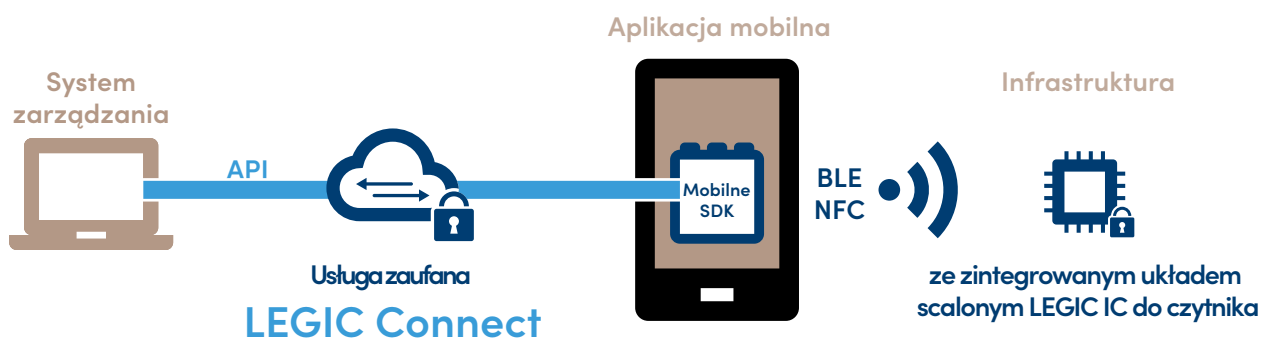 System
zarządzania
API
Usługa zaufana
LEGIC Connect
Aplikacja mobilna
Mobilne
SDK
BLE
NFC
Infrastruktura
ze zintegrowanym układem
scalonym LEGIC IC do czytnika